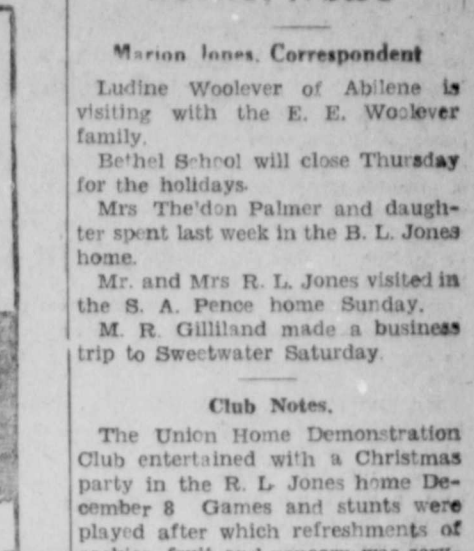 Marion Jones, Correspondent
Ludine Woolever of Abilene is
visiting with the E. E. Woolever
family.
Bethel School will close Thursday
for the holidays.
Mrs The'don Palmer and daugh-
ter spent last week in the B. L. Jones
home.
Mr. and Mrs R. L. Jones visited in
the S. A. Pence home Sunday.
M. R. Gilliland made a business
trip to Sweetwater Saturday.
Club Notes.
The Union Home Demonstration
Club entertained with a Christmas
party in the R. L. Jones home De-
cember 8 Games and stunts were
played after which refreshments of